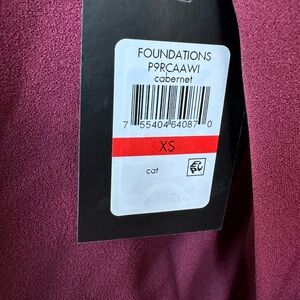 FOUNDATIONS
P9RCAAWI
cabernet
7 55404 64087 0
XS
cat